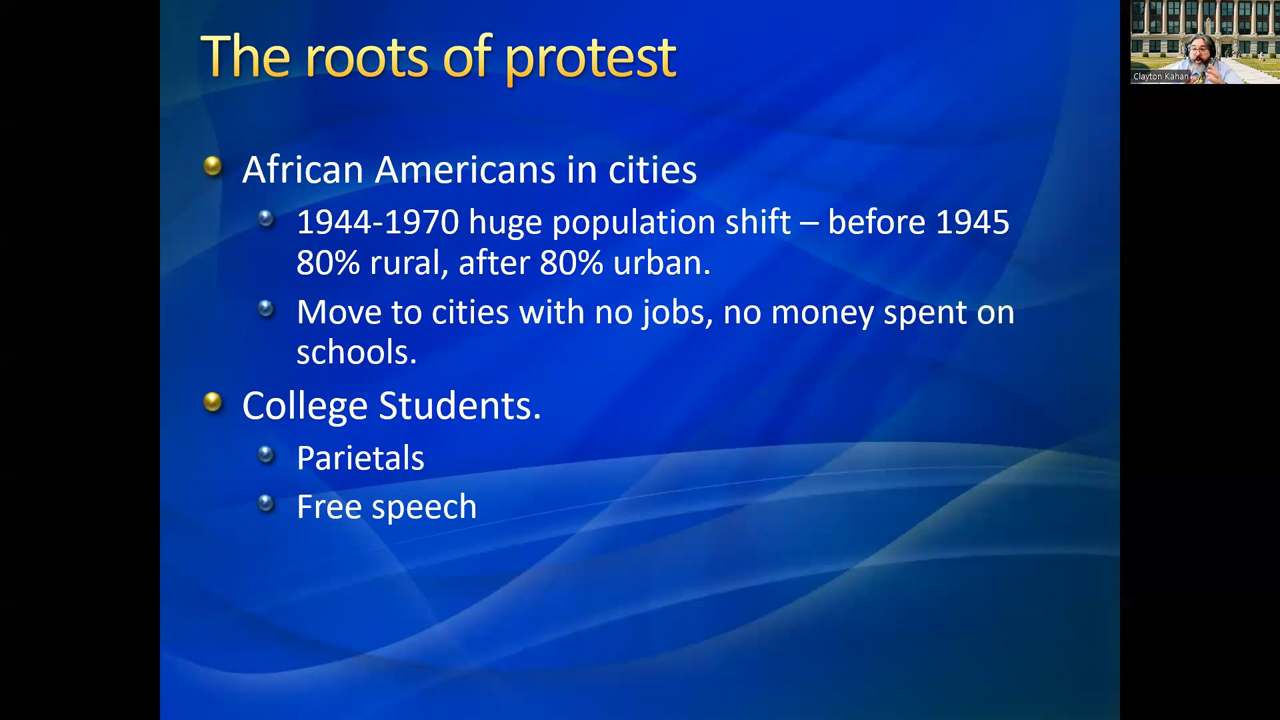 The roots of protest
African Americans in cities
1944-1970 huge population shift – before 1945
80% rural, after 80% urban.
Move to cities with no jobs, no money spent on
schools.
College Students.
Parietals
Free speech
Clayton Kahan